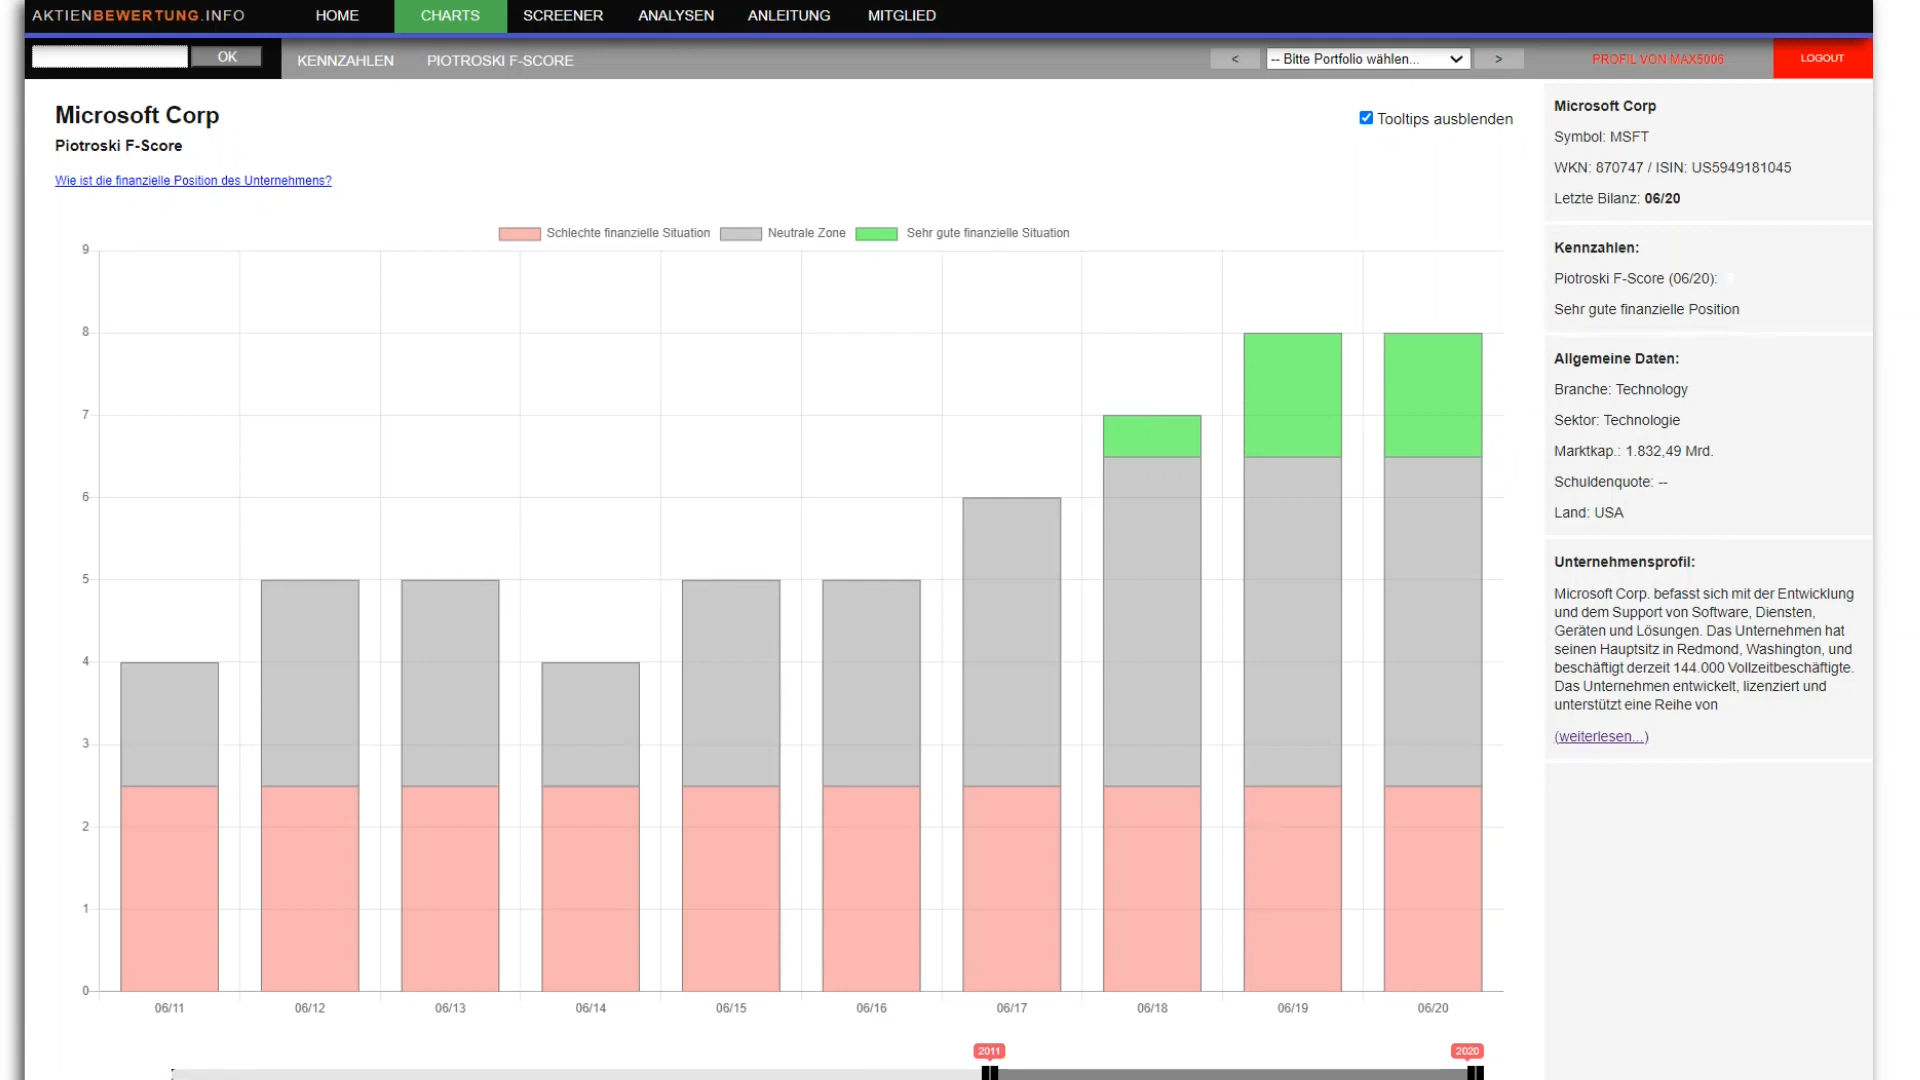 AKTIENBEWERTUNG.INFO
HOME
CHARTS
SCREENER
ANALYSEN
ANLEITUNG
MITGLIED
OK
KENNZAHLEN
PIOTROSKI F-SCORE
<
-- Bitte Portfolio wählen...
>
PROFIL VON MAX5006
LOGOUT
Microsoft Corp
Piotroski F-Score
Wie ist die finanzielle Position des Unternehmens?
Tooltips ausblenden
Schlechte finanzielle Situation
Neutrale Zone
Sehr gute finanzielle Situation
9
8
7
6
5
4
3
2
1
0
06/11
06/12
06/13
06/14
06/15
06/16
06/17
06/18
06/19
06/20
2011
2020
Microsoft Corp
Symbol: MSFT
WKN: 870747 / ISIN: US5949181045
Letzte Bilanz: 06/20
Kennzahlen:
Piotroski F-Score (06/20):
Sehr gute finanzielle Position
Allgemeine Daten:
Branche: Technology
Sektor: Technologie
Marktkap.: 1.832,49 Mrd.
Schuldenquote: --
Land: USA
Unternehmensprofil:
Microsoft Corp. befasst sich mit der Entwicklung
und dem Support von Software, Diensten,
Geräten und Lösungen. Das Unternehmen hat
seinen Hauptsitz in Redmond, Washington, und
beschäftigt derzeit 144.000 Vollzeitbeschäftigte.
Das Unternehmen entwickelt, lizenziert und
unterstützt eine Reihe von
(weiterlesen...)